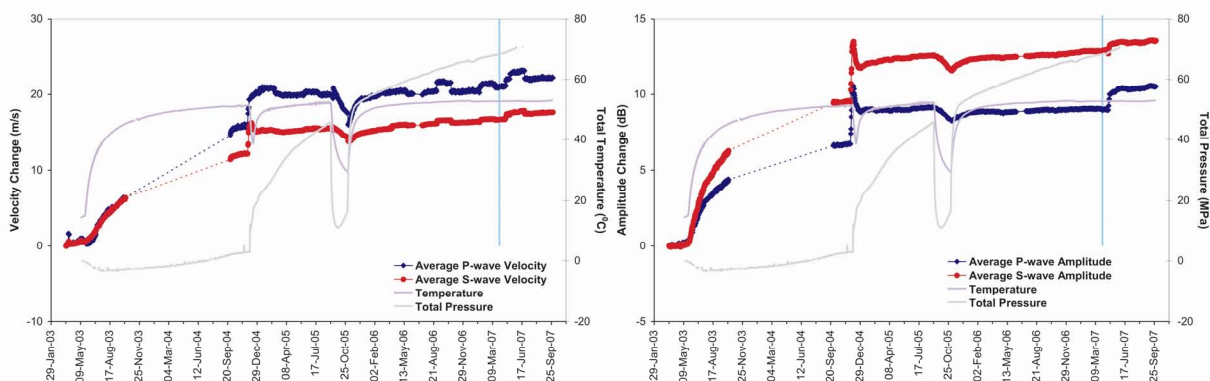 30
20
10
0
-10
Velocity Change (m/s)
80
60
40
20
0
-20
Total Temperature (⁰C)
Average P-wave Velocity
Average S-wave Velocity
Temperature
Total Pressure
29-Jan-03
09-May-03
17-Aug-03
25-Nov-03
04-Mar-04
12-Jun-04
20-Sep-04
29-Dec-04
08-Apr-05
17-Jul-05
25-Oct-05
02-Feb-06
13-May-06
21-Aug-06
29-Nov-06
09-Mar-07
17-Jun-07
25-Sep-07
15
10
5
0
-5
Amplitude Change (dB)
80
60
40
20
0
-20
Total Pressure (MPa)
Average P-wave Amplitude
Average S-wave Amplitude
Temperature
Total Pressure
29-Jan-03
09-May-03
17-Aug-03
25-Nov-03
04-Mar-04
12-Jun-04
20-Sep-04
29-Dec-04
08-Apr-05
17-Jul-05
25-Oct-05
02-Feb-06
13-May-06
21-Aug-06
29-Nov-06
09-Mar-07
17-Jun-07
25-Sep-07